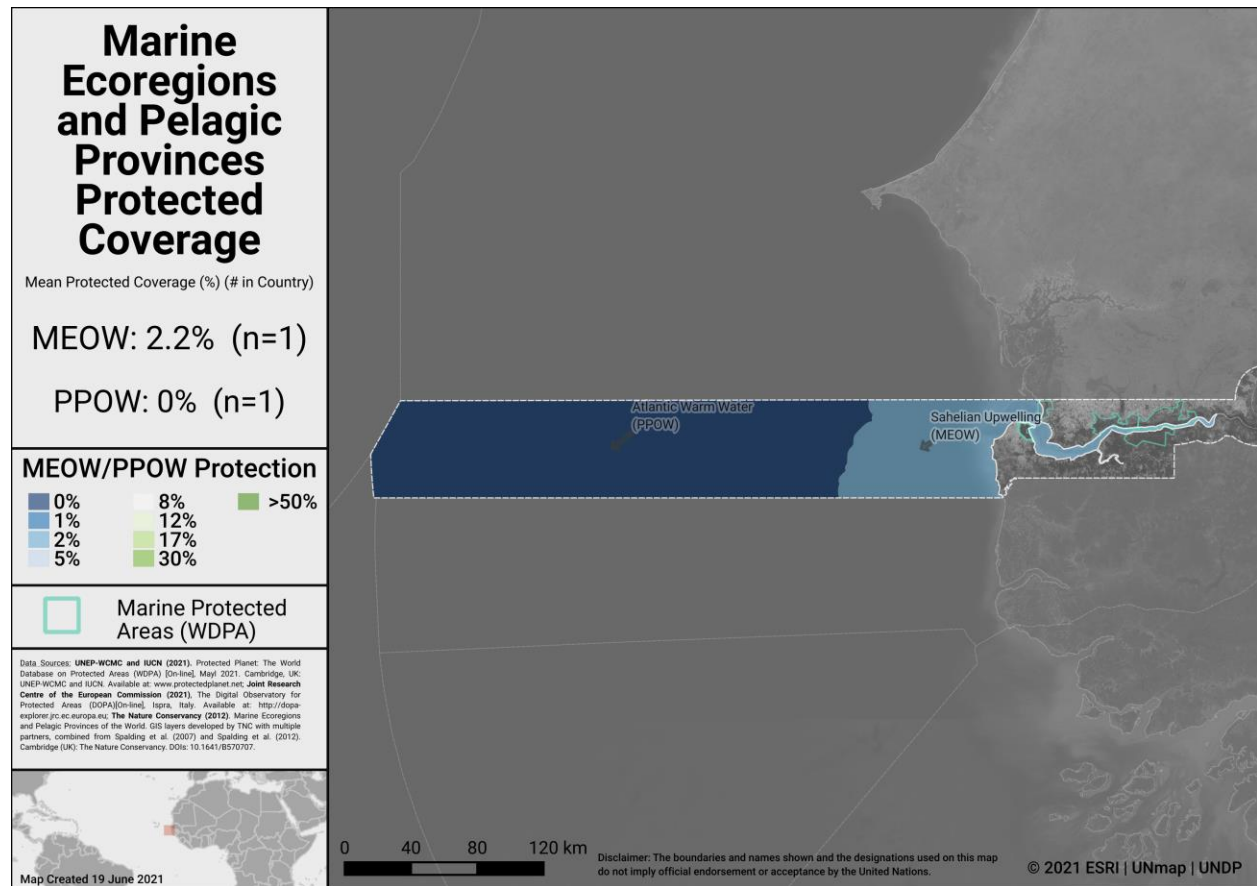 Marine
Ecoregions
and Pelagic
Provinces
Protected
Coverage
Mean Protected Coverage (%) (# in Country)
MEOW: 2.2% (n=1)
PPOW: 0% (n=1)
MEOW/PPOW Protection
0%
1%
2%
5%
8%
12%
17%
30%
>50%
Marine Protected
Areas (WDPA)
Data Sources: UNEP-WCMC and IUCN (2021). Protected Planet: The World
Database on Protected Areas (WDPA) [On-line], Mayl 2021. Cambridge, UK:
UNEP-WCMC and IUCN. Available at: www.protectedplanet.net; Joint Research
Centre of the European Commission (2021), The Digital Observatory for
Protected Areas (DOPA)[On-line], Ispra, Italy. Available at: http://dopa-
explorer.jrc.ec.europa.eu; The Nature Conservancy (2012). Marine Ecoregions
and Pelagic Provinces of the World. GIS layers developed by TNC with multiple
partners, combined from Spalding et al. (2007) and Spalding et al. (2012).
Cambridge (UK): The Nature Conservancy. DOIs: 10.1641/B570707.
Map Created 19 June 2021
Atlantic Warm Water
(PPOW)
Sahelian Upwelling
(MEOW)
0 40 80 120 km
Disclaimer: The boundaries and names shown and the designations used on this map
do not imply official endorsement or acceptance by the United Nations.
© 2021 ESRI | UNmap | UNDP